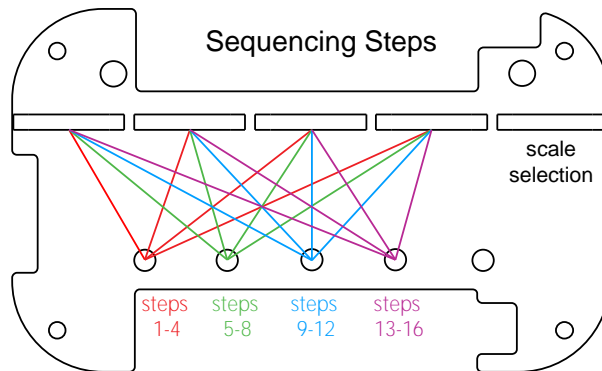 Sequencing Steps
scale
selection
steps steps steps steps
1-4 5-8 9-12 13-16